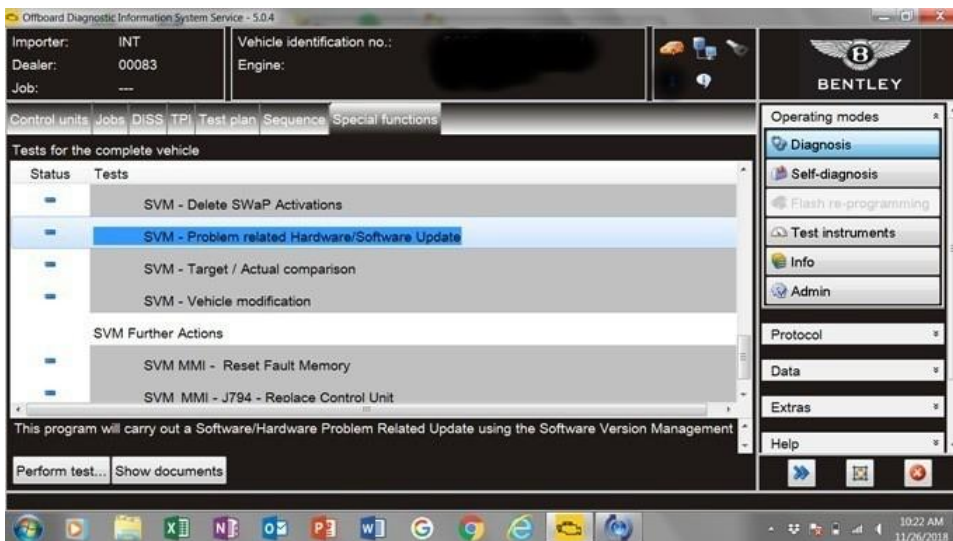 Offboard Diagnostic Information System Service - 5.0.4
Importer: INT
Dealer: 00083
Job: ---
Vehicle identification no.:
Engine:
B
BENTLEY
Control units Jobs DISS TPI Test plan Sequence Special functions
Tests for the complete vehicle
Status Tests
SVM - Delete SWaP Activations
SVM - Problem related Hardware/Software Update
SVM - Target / Actual comparison
SVM - Vehicle modification
SVM Further Actions
SVM MMI - Reset Fault Memory
SVM MMI - J794 - Replace Control Unit
This program will carry out a Software/Hardware Problem Related Update using the Software Version Management
Perform test... Show documents
Operating modes
Diagnosis
Self-diagnosis
Flash re-programming
Test instruments
Info
Admin
Protocol
Data
Extras
Help
10:22 AM
11/26/2018